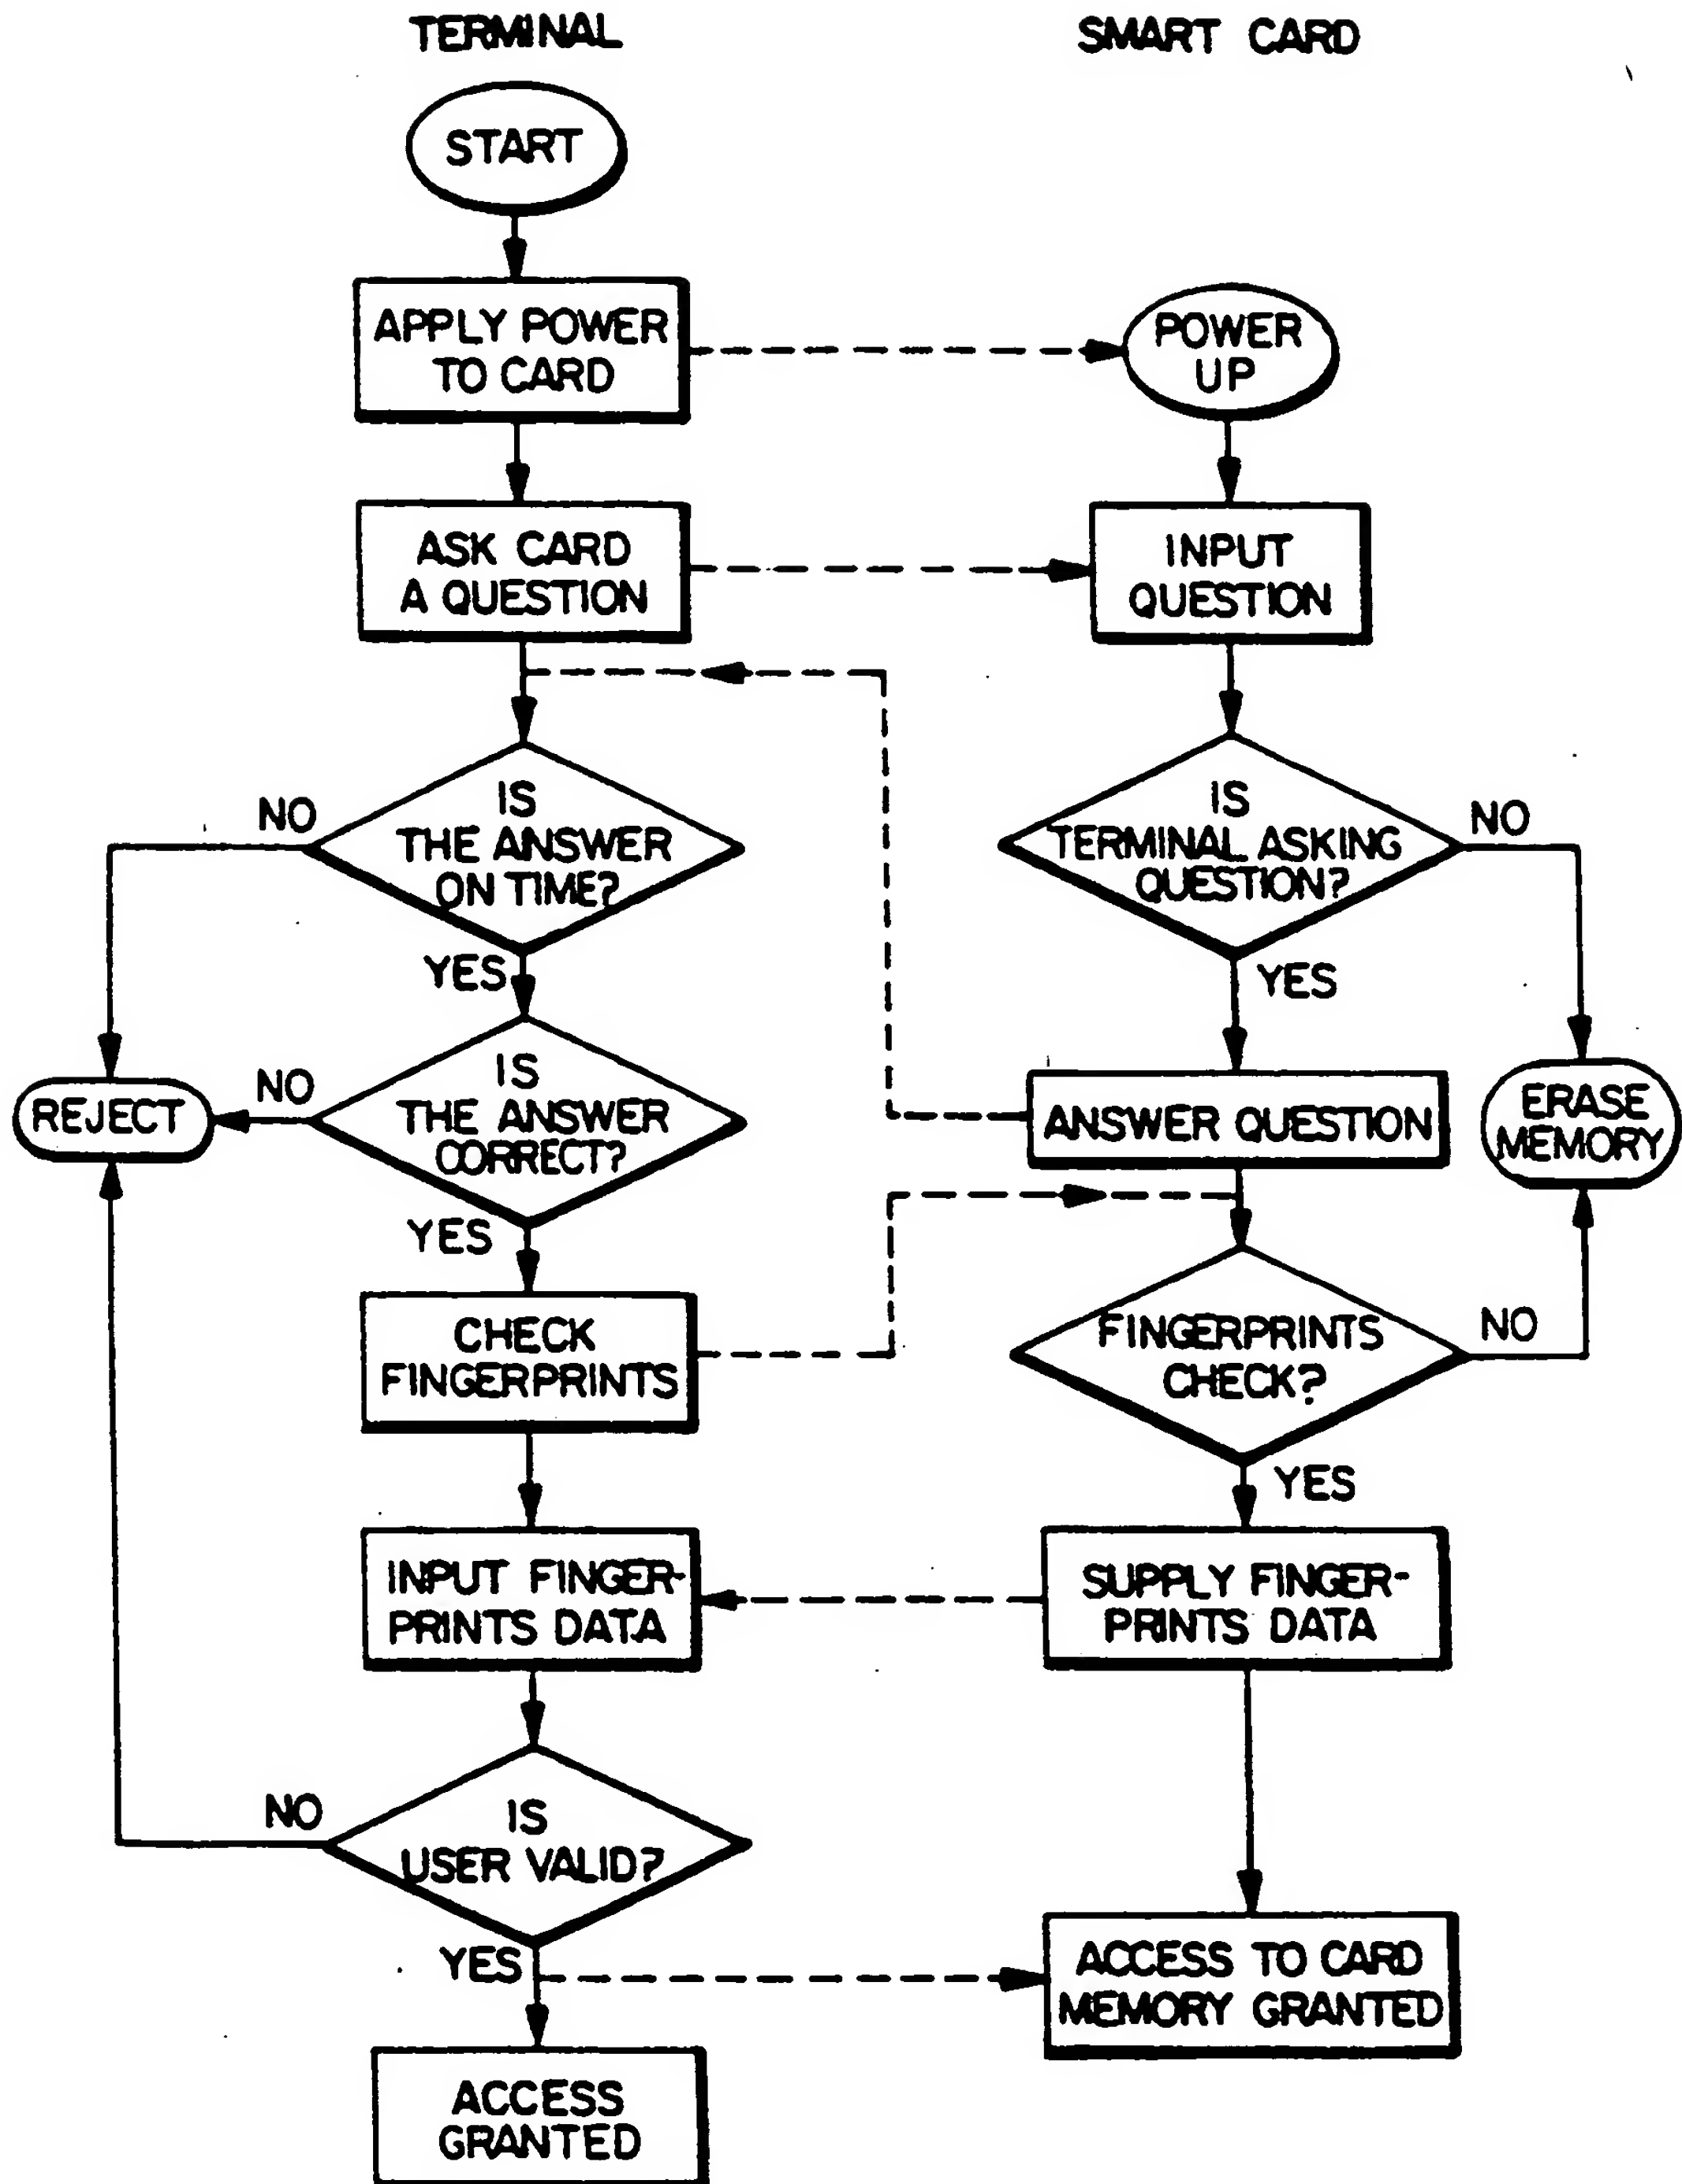 TERMINAL
SMART CARD
START
APPLY POWER
TO CARD
POWER
UP
ASK CARD
A QUESTION
INPUT
QUESTION
IS
THE ANSWER
ON TIME?
NO
YES
IS
TERMINAL ASKING
QUESTION?
NO
YES
REJECT
NO
IS
THE ANSWER
CORRECT?
YES
ANSWER QUESTION
ERASE
MEMORY
CHECK
FINGERPRINTS
FINGERPRINTS
CHECK?
NO
YES
INPUT FINGER-
PRINTS DATA
SUPPLY FINGER-
PRINTS DATA
NO
IS
USER VALID?
YES
ACCESS TO CARD
MEMORY GRANTED
ACCESS
GRANTED